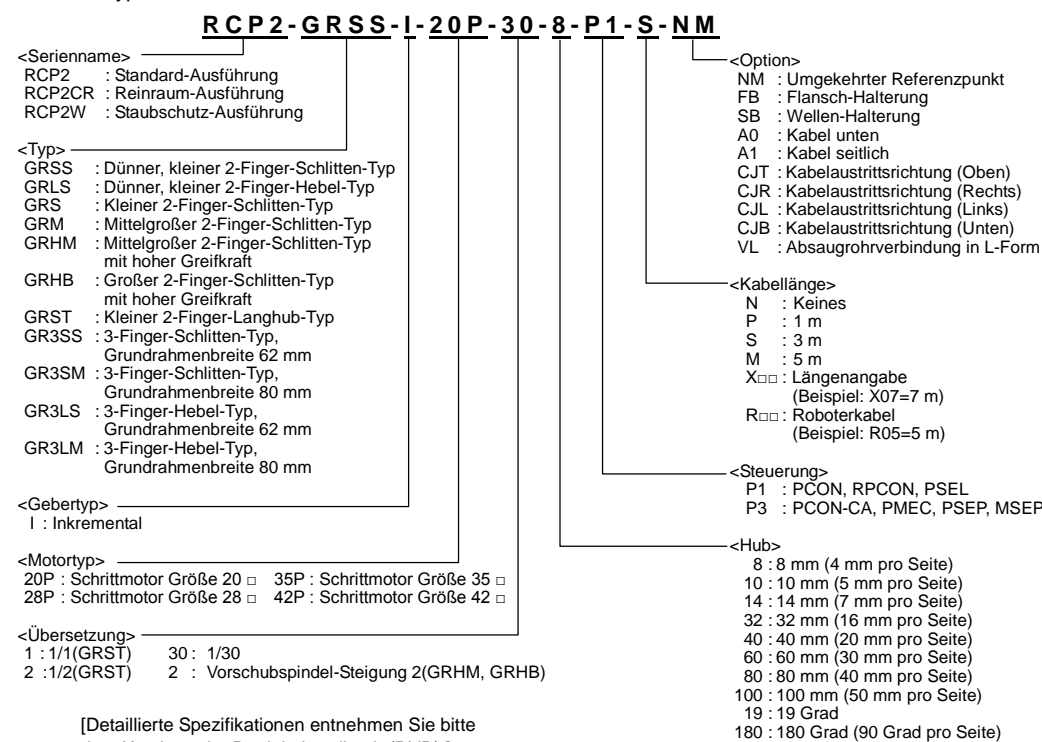 RCP2-GRSS-I-20P-30-8-P1-S-NM
<Serienname>
RCP2 : Standard-Ausführung
RCP2CR : Reinraum-Ausführung
RCP2W : Staubschutz-Ausführung
<Typ>
GRSS : Dünner, kleiner 2-Finger-Schlitten-Typ
GRLS : Dünner, kleiner 2-Finger-Hebel-Typ
GRS : Kleiner 2-Finger-Schlitten-Typ
GRM : Mittelgroßer 2-Finger-Schlitten-Typ
GRHM : Mittelgroßer 2-Finger-Schlitten-Typ
mit hoher Greifkraft
GRHB : Großer 2-Finger-Schlitten-Typ
mit hoher Greifkraft
GRST : Kleiner 2-Finger-Langhub-Typ
GR3SS : 3-Finger-Schlitten-Typ,
Grundrahmenbreite 62 mm
GR3SM : 3-Finger-Schlitten-Typ,
Grundrahmenbreite 80 mm
GR3LS : 3-Finger-Hebel-Typ,
Grundrahmenbreite 62 mm
GR3LM : 3-Finger-Hebel-Typ,
Grundrahmenbreite 80 mm
<Gebertyp>
I : Inkremental
<Motortyp>
20P : Schrittmotor Größe 20 □ 35P : Schrittmotor Größe 35 □
28P : Schrittmotor Größe 28 □ 42P : Schrittmotor Größe 42 □
<Übersetzung>
1 : 1/1(GRST) 30 : 1/30
2 : 1/2(GRST) 2 : Vorschubspindel-Steigung 2(GRHM, GRHB)
[Detaillierte Spezifikationen entnehmen Sie bitte
<Option>
NM : Umgekehrter Referenzpunkt
FB : Flansch-Halterung
SB : Wellen-Halterung
A0 : Kabel unten
A1 : Kabel seitlich
CJT : Kabelaustrittsrichtung (Oben)
CJR : Kabelaustrittsrichtung (Rechts)
CJL : Kabelaustrittsrichtung (Links)
CJB : Kabelaustrittsrichtung (Unten)
VL : Absaugrohrverbindung in L-Form
<Kabellänge>
N : Keines
P : 1 m
S : 3 m
M : 5 m
X□□ : Längenangabe
(Beispiel: X07=7 m)
R□□ : Roboterkabel
(Beispiel: R05=5 m)
<Steuerung>
P1 : PCON, RPCON, PSEL
P3 : PCON-CA, PMEC, PSEP, MSEP
<Hub>
8 : 8 mm (4 mm pro Seite)
10 : 10 mm (5 mm pro Seite)
14 : 14 mm (7 mm pro Seite)
32 : 32 mm (16 mm pro Seite)
40 : 40 mm (20 mm pro Seite)
60 : 60 mm (30 mm pro Seite)
80 : 80 mm (40 mm pro Seite)
100 : 100 mm (50 mm pro Seite)
19 : 19 Grad
180 : 180 Grad (90 Grad pro Seite)